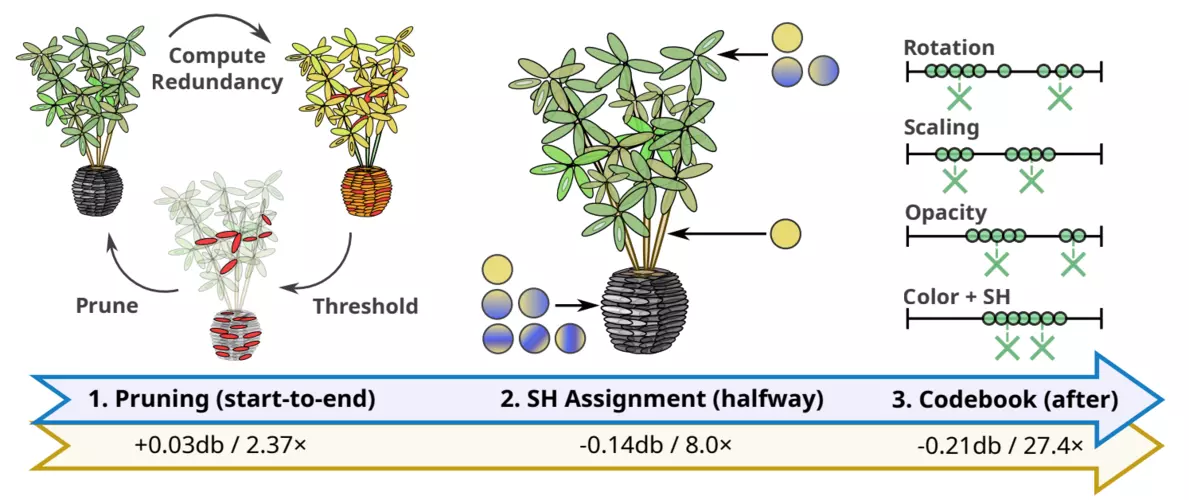 Compute
Redundancy
Prune
Threshold
Rotation
Scaling
Opacity
Color + SH
1. Pruning (start-to-end)
2. SH Assignment (halfway)
3. Codebook (after)
+0.03db / 2.37×
-0.14db / 8.0×
-0.21db / 27.4×